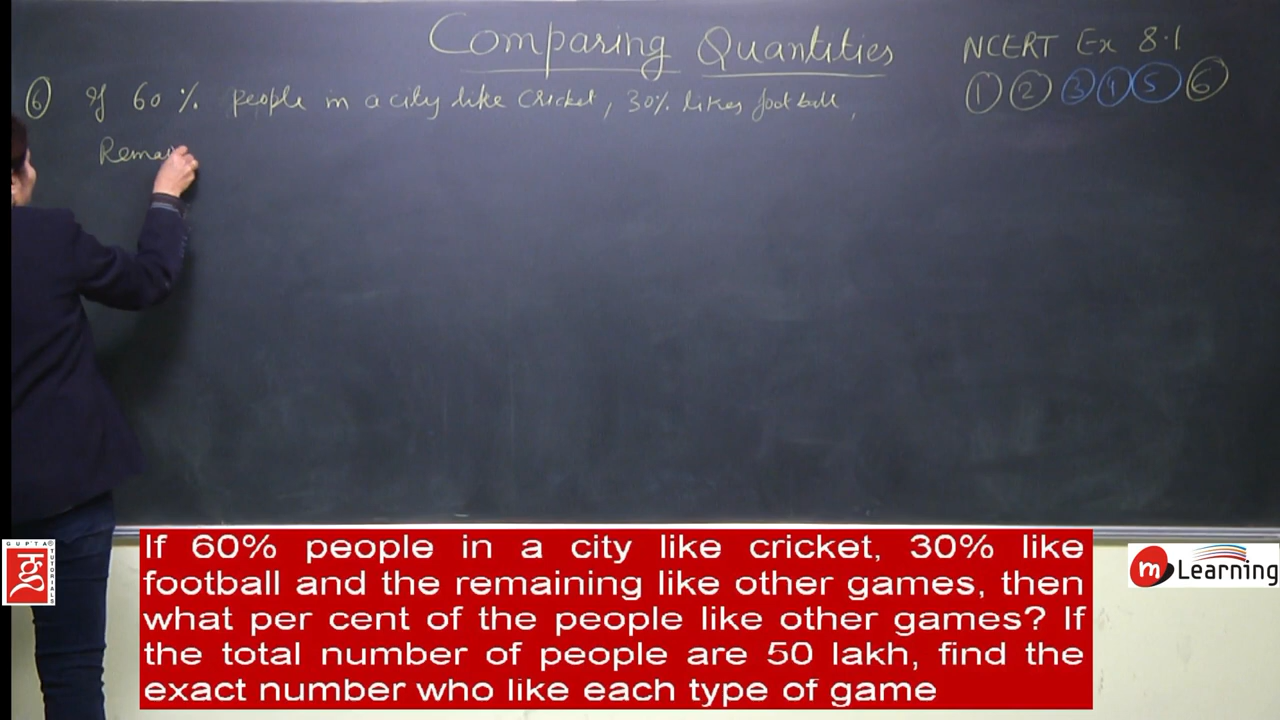 Comparing Quantities
NCERT Ex 8.1
1 2 3 4 5 6
6 If 60% people in a city like Cricket, 30% likes football,
Remai
If 60% people in a city like cricket, 30% like
football and the remaining like other games, then
what per cent of the people like other games? If
the total number of people are 50 lakh, find the
exact number who like each type of game
GUPTA
TUTORIALS
m Learning